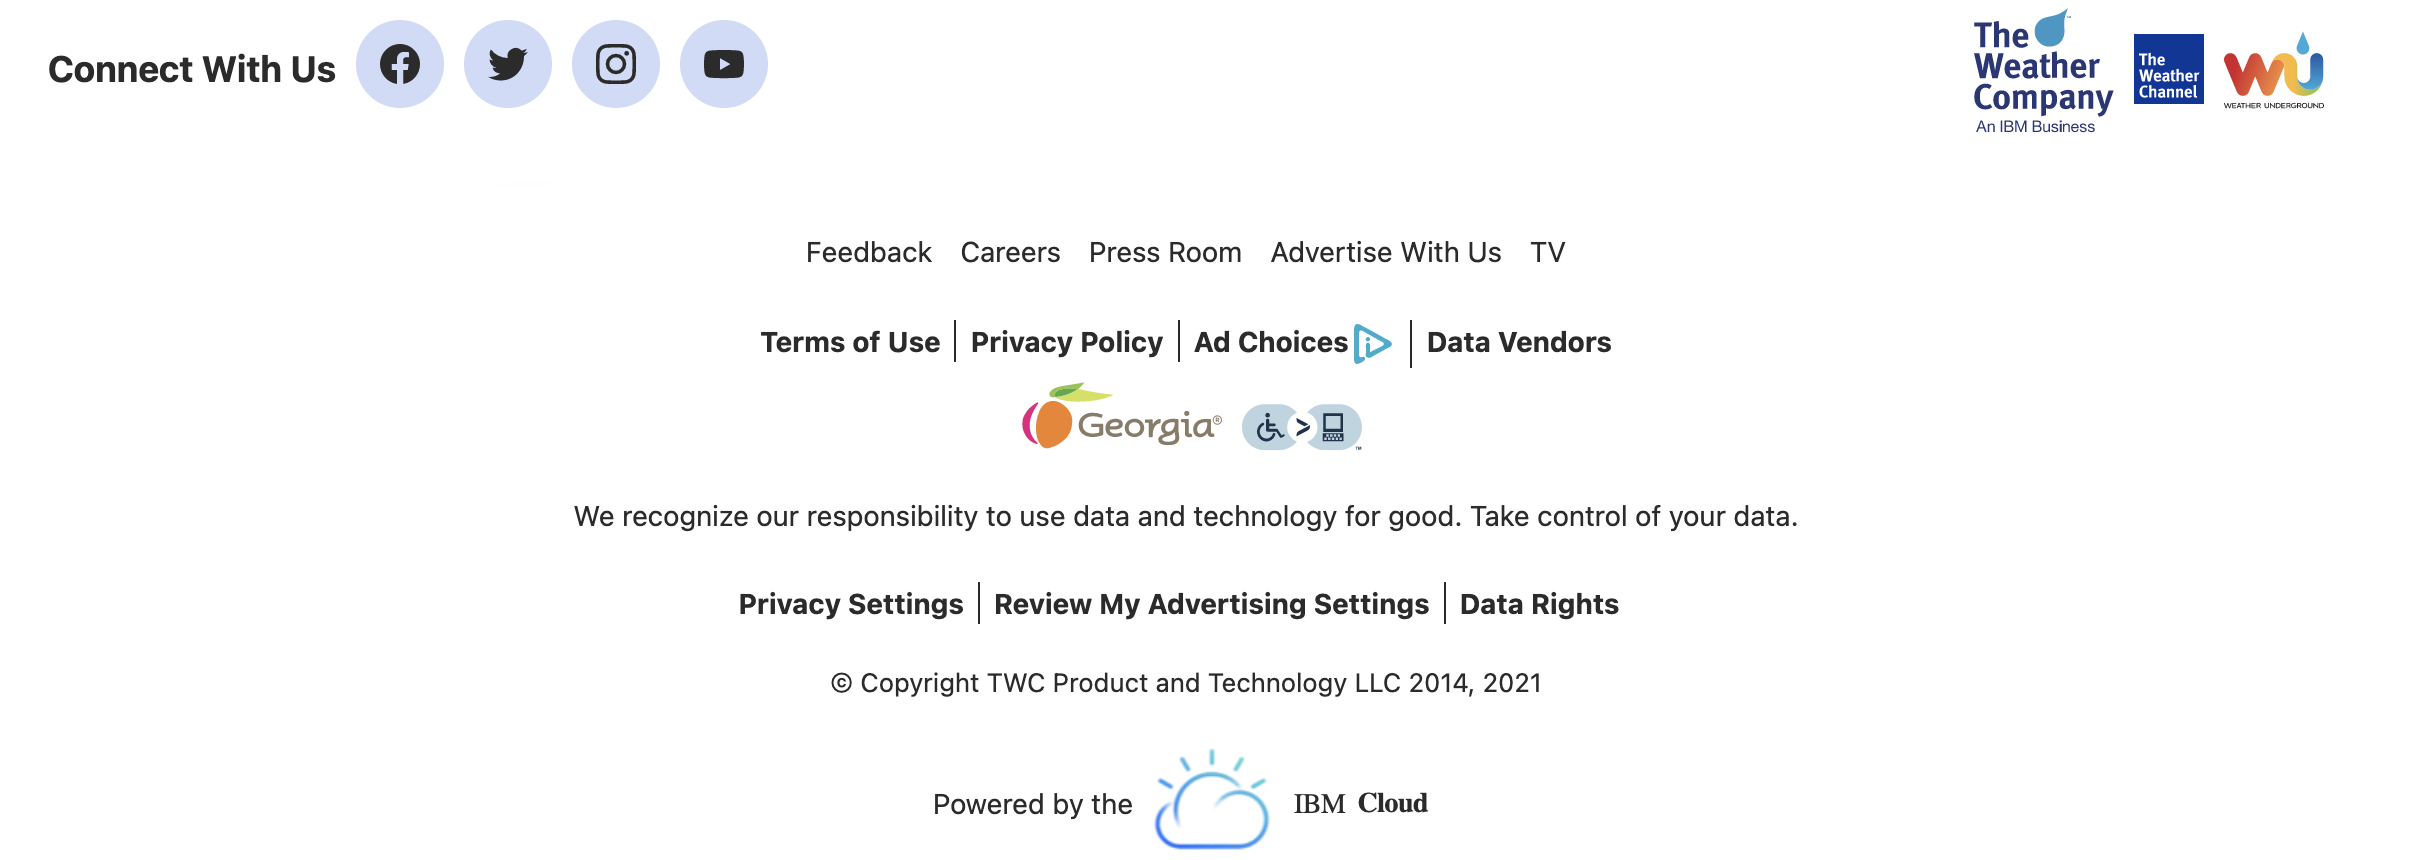 Connect With Us
The
Weather
Company
An IBM Business
The
Weather
Channel
WU
WEATHER UNDERGROUND
Feedback Careers Press Room Advertise With Us TV
Terms of Use Privacy Policy Ad Choices Data Vendors
Georgia®
We recognize our responsibility to use data and technology for good. Take control of your data.
Privacy Settings Review My Advertising Settings Data Rights
© Copyright TWC Product and Technology LLC 2014, 2021
Powered by the IBM Cloud